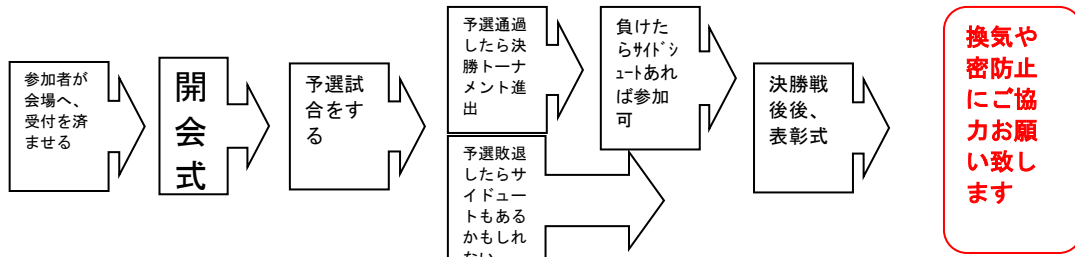 参加者が
会場へ、
受付を済
ませる
開
会
式
予選試
合をす
る
予選通過
したら決
勝トーナ
メント進
出
予選敗退
したらサ
イドュー
トもある
かもしれ
ない
負けた
らｻｲﾄﾞｼ
ｭｰﾄあれ
ば参加
可
決勝戦
後後、
表彰式
換気や
密防止
にご協
力お願
い致し
ます